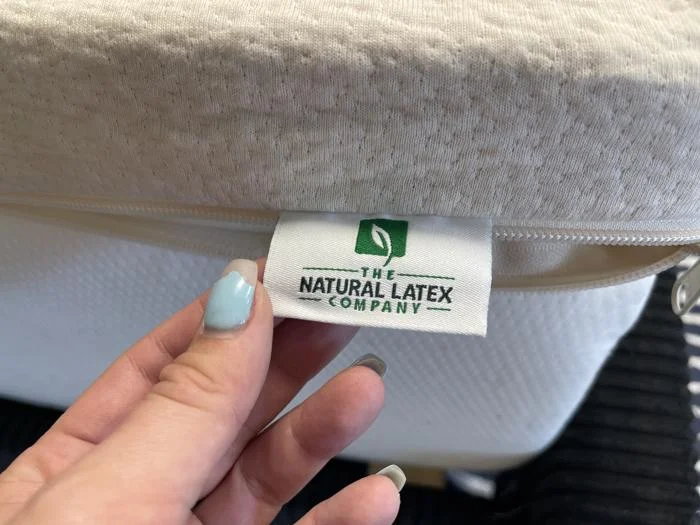 THE
NATURAL LATEX
COMPANY